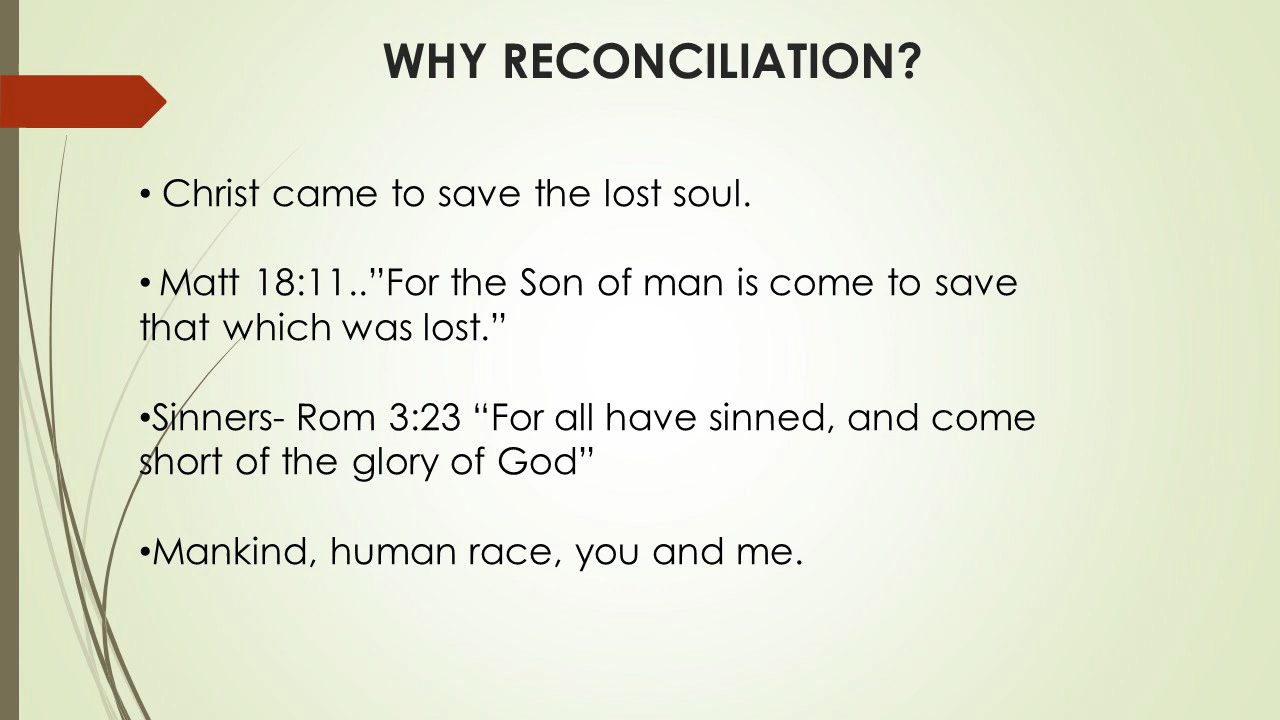 WHY RECONCILIATION?
• Christ came to save the lost soul.
• Matt 18:11..”For the Son of man is come to save
that which was lost.”
•Sinners- Rom 3:23 “For all have sinned, and come
short of the glory of God”
•Mankind, human race, you and me.